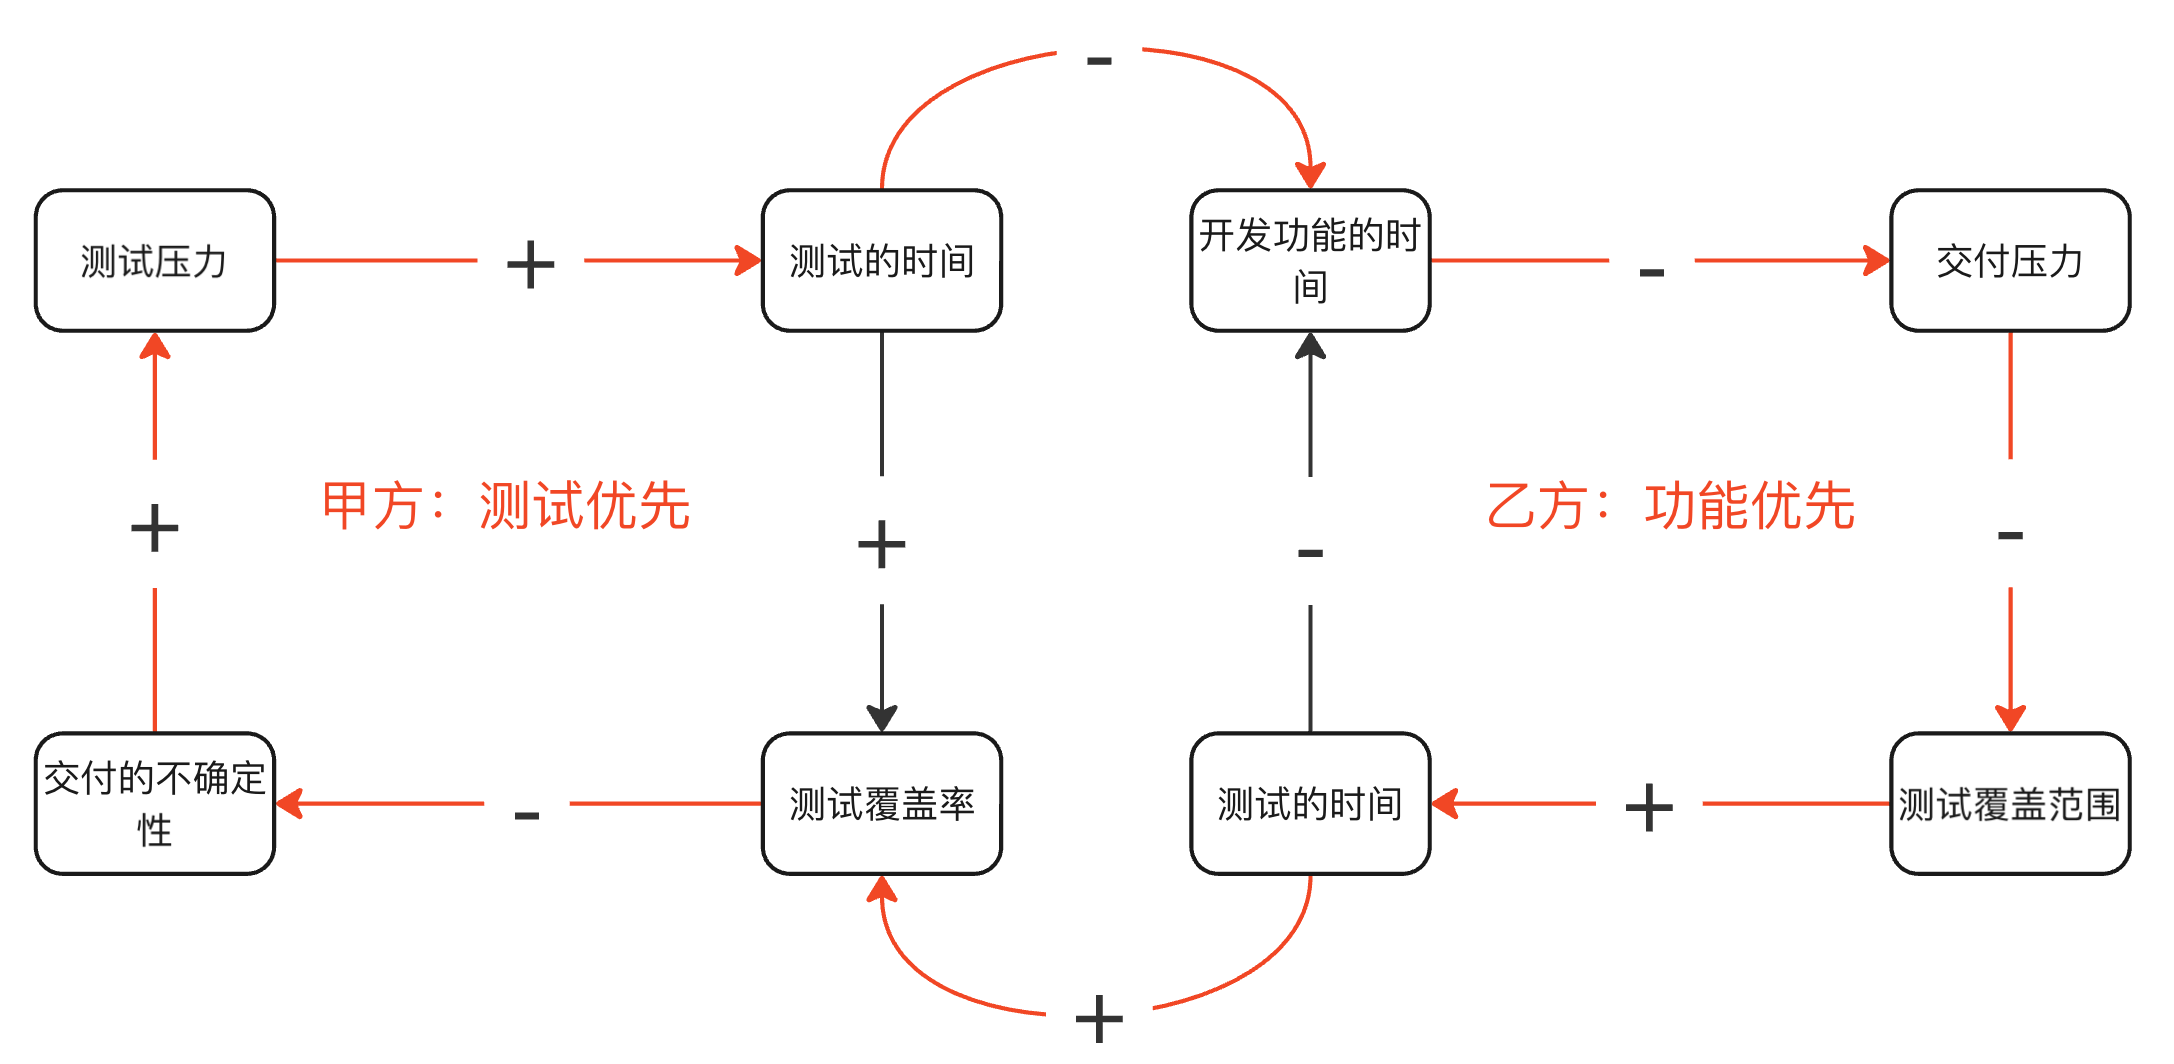 -
测试压力
+
测试的时间
开发功能的时
间
-
交付压力
+
甲方：测试优先
+
-
乙方：功能优先
-
交付的不确定
性
-
测试覆盖率
测试的时间
+
测试覆盖范围
+